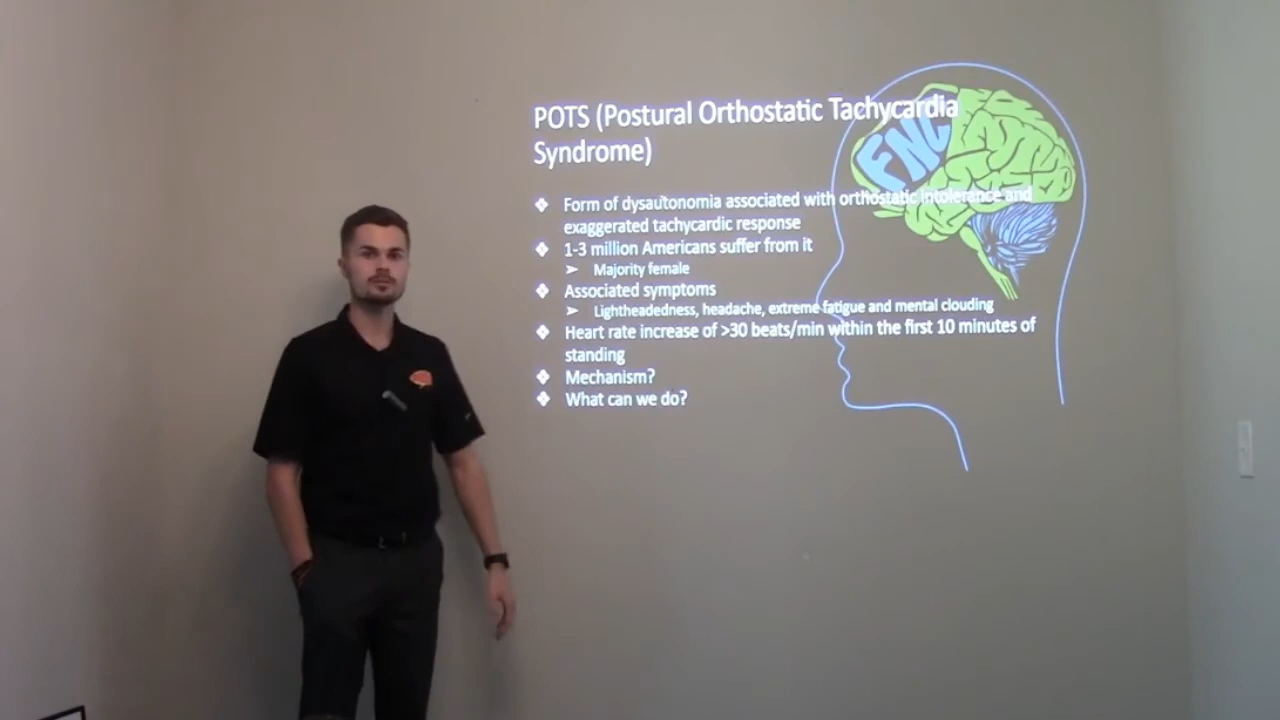 POTS (Postural Orthostatic Tachycardia
Syndrome)
FNC
❖ Form of dysautonomia associated with orthostatic intolerance and
exaggerated tachycardic response
❖ 1-3 million Americans suffer from it
➢ Majority female
❖ Associated symptoms
➢ Lightheadedness, headache, extreme fatigue and mental clouding
❖ Heart rate increase of >30 beats/min within the first 10 minutes of
standing
❖ Mechanism?
❖ What can we do?